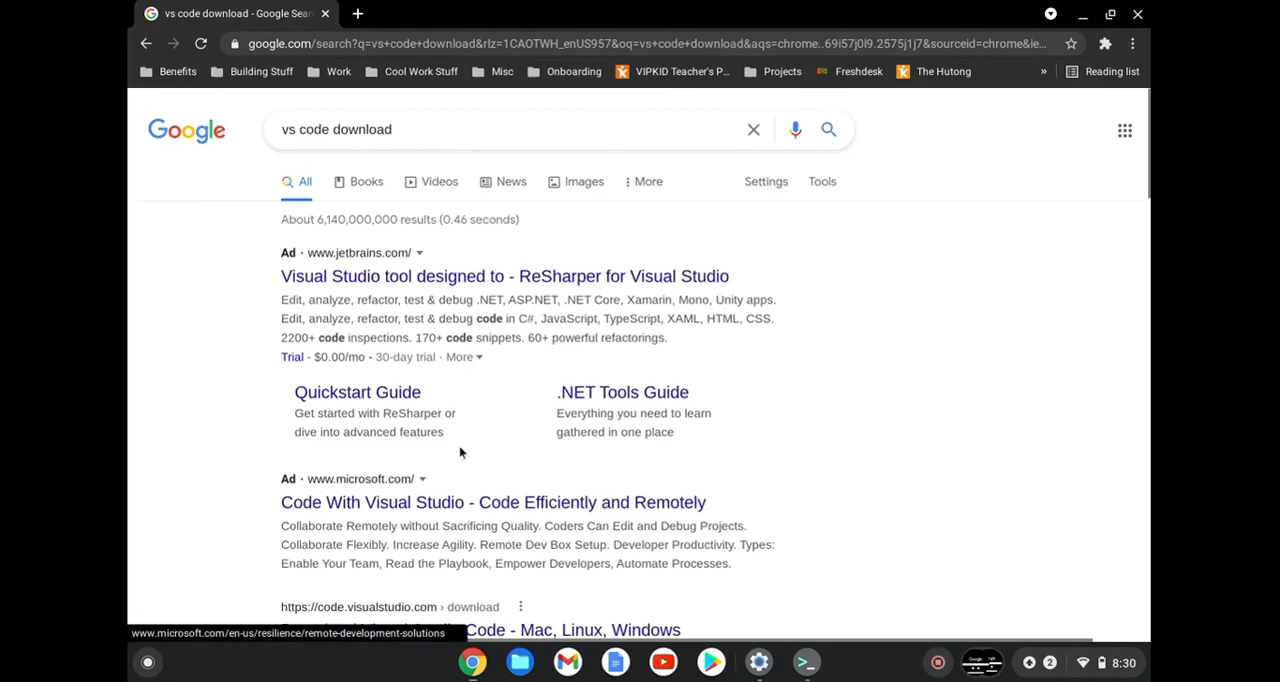 vs code download - Google Sear
google.com/search?q=vs+code+download&rlz=1CAOTWH_enUS957&oq=vs+code+download&aqs=chrome..69i57j0l9.2575j1j7&sourceid=chrome&ie...
Benefits Building Stuff Work Cool Work Stuff Misc Onboarding VIPKID Teacher's P... Projects Freshdesk The Hutong » Reading list
Google
vs code download
All Books Videos News Images More Settings Tools
About 6,140,000,000 results (0.46 seconds)
Ad · www.jetbrains.com/
Visual Studio tool designed to - ReSharper for Visual Studio
Edit, analyze, refactor, test & debug .NET, ASP.NET, .NET Core, Xamarin, Mono, Unity apps.
Edit, analyze, refactor, test & debug code in C#, JavaScript, TypeScript, XAML, HTML, CSS.
2200+ code inspections. 170+ code snippets. 60+ powerful refactorings.
Trial - $0.00/mo - 30-day trial · More
Quickstart Guide
Get started with ReSharper or
dive into advanced features
.NET Tools Guide
Everything you need to learn
gathered in one place
Ad · www.microsoft.com/
Code With Visual Studio - Code Efficiently and Remotely
Collaborate Remotely without Sacrificing Quality. Coders Can Edit and Debug Projects.
Collaborate Flexibly. Increase Agility. Remote Dev Box Setup. Developer Productivity. Types:
Enable Your Team, Read the Playbook, Empower Developers, Automate Processes.
https://code.visualstudio.com › download
Code - Mac, Linux, Windows
www.microsoft.com/en-us/resilience/remote-development-solutions
2 8:30